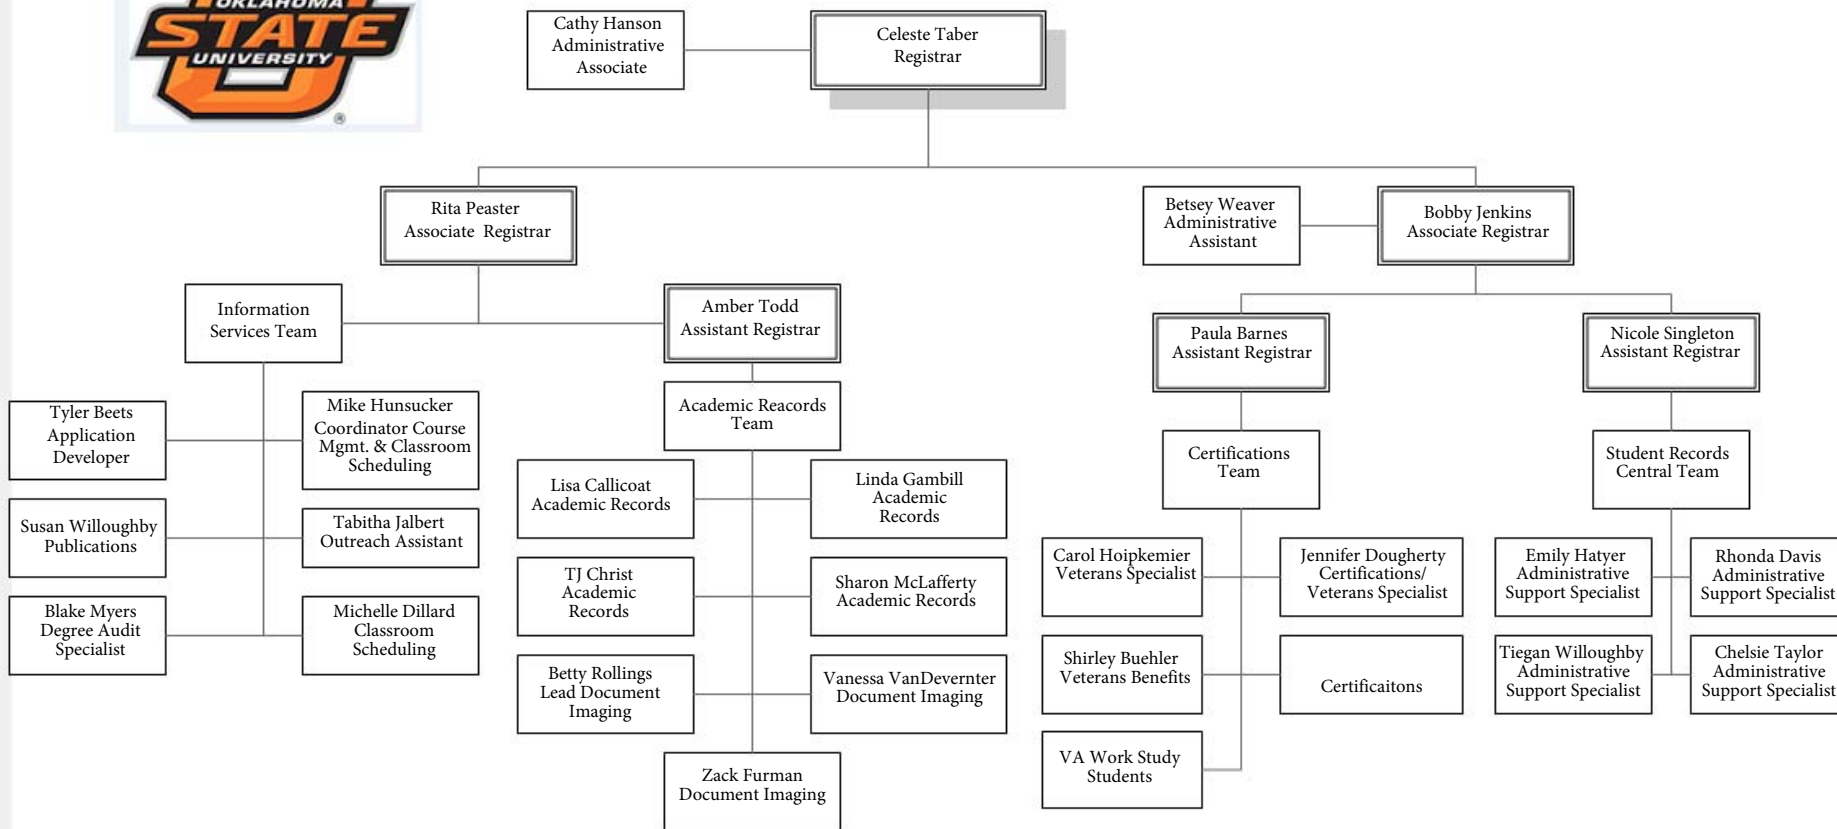 OKLAHOMA
STATE
UNIVERSITY
®
Cathy Hanson
Administrative
Associate
Celeste Taber
Registrar
Rita Peaster
Associate Registrar
Betsey Weaver
Administrative
Assistant
Bobby Jenkins
Associate Registrar
Information
Services Team
Amber Todd
Assistant Registrar
Paula Barnes
Assistant Registrar
Nicole Singleton
Assistant Registrar
Tyler Beets
Application
Developer
Mike Hunsucker
Coordinator Course
Mgmt. & Classroom
Scheduling
Susan Willoughby
Publications
Tabitha Jalbert
Outreach Assistant
Blake Myers
Degree Audit
Specialist
Michelle Dillard
Classroom
Scheduling
Academic Reacords
Team
Lisa Callicoat
Academic Records
Linda Gambill
Academic
Records
TJ Christ
Academic
Records
Sharon McLafferty
Academic Records
Betty Rollings
Lead Document
Imaging
Vanessa VanDevernter
Document Imaging
Zack Furman
Document Imaging
Certifications
Team
Carol Hoipkemier
Veterans Specialist
Jennifer Dougherty
Certifications/
Veterans Specialist
Shirley Buehler
Veterans Benefits
Certificaitons
VA Work Study
Students
Student Records
Central Team
Emily Hatyer
Administrative
Support Specialist
Rhonda Davis
Administrative
Support Specialist
Tiegan Willoughby
Administrative
Support Specialist
Chelsie Taylor
Administrative
Support Specialist